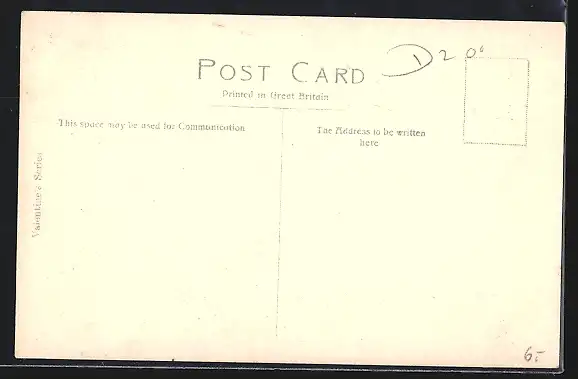 D20
POST CARD
Printed in Great Britain
This space may be used for Communication
The Address to be written
here
Valentine's Series
6.-